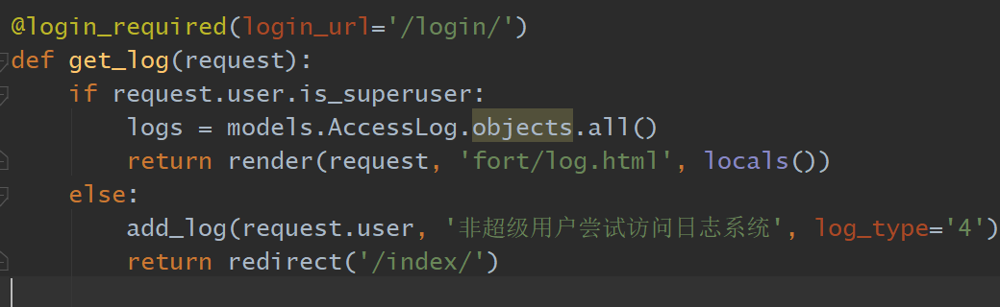 @login_required(login_url='/login/')
def get_log(request):
    if request.user.is_superuser:
        logs = models.AccessLog.objects.all()
        return render(request, 'fort/log.html', locals())
    else:
        add_log(request.user, '非超级用户尝试访问日志系统', log_type='4')
        return redirect('/index/')